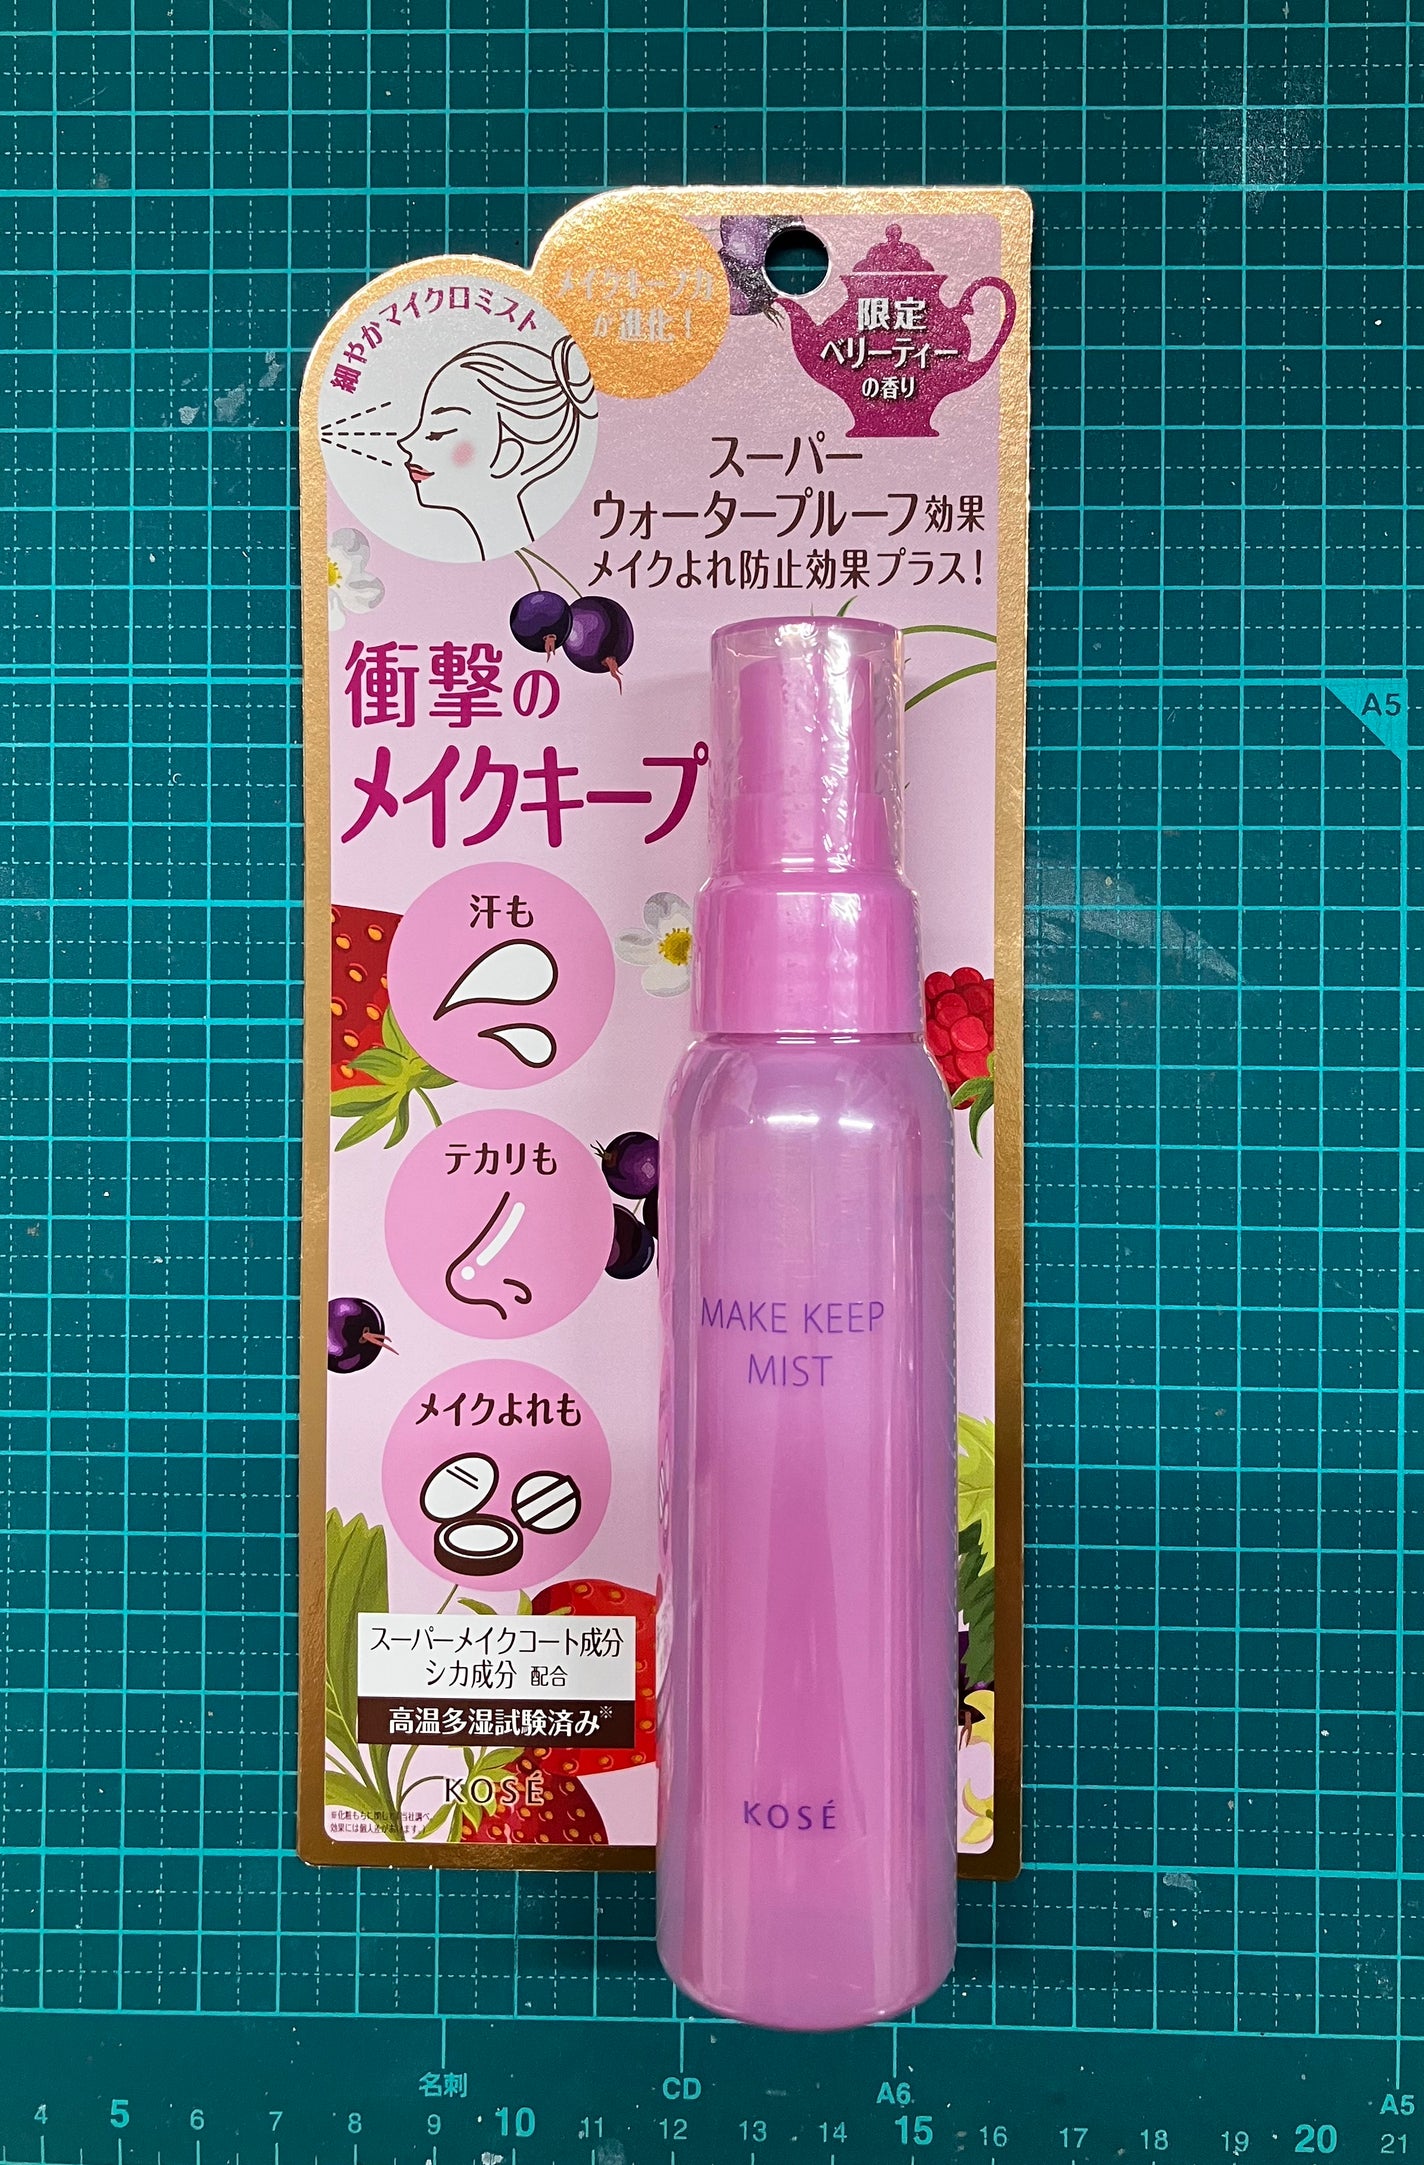 細やかマイクロミスト
メイクキープ力
が進化!
限定
ベリーティー
の香り
スーパー
ウォータープルーフ効果
メイクよれ防止効果プラス!
衝撃の
メイクキープ
汗も
テカリも
メイクよれも
スーパーメイクコート成分
シカ成分 配合
高温多湿試験済み※
KOSÉ
MAKE KEEP
MIST
KOSÉ
A5
名刺
CD
A6
A5
4 5 6 7 8 9 10 11 12 13 14 15 16 17 18 19 20 21